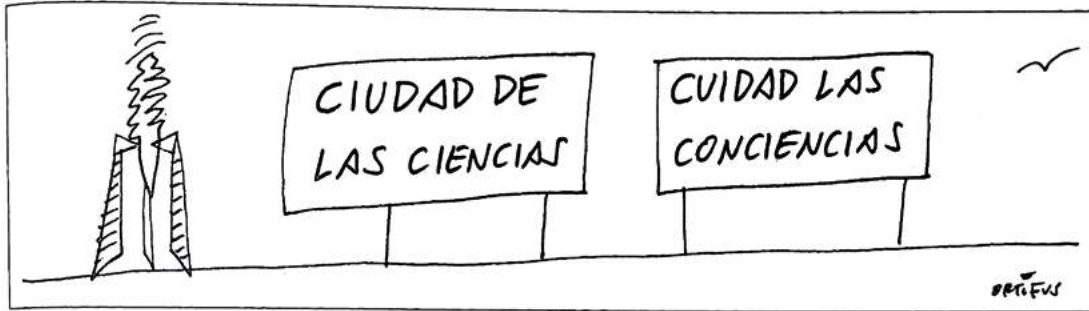 CIUDAD DE
LAS CIENCIAS
CUIDAD LAS
CONCIENCIAS
ORTIFUS